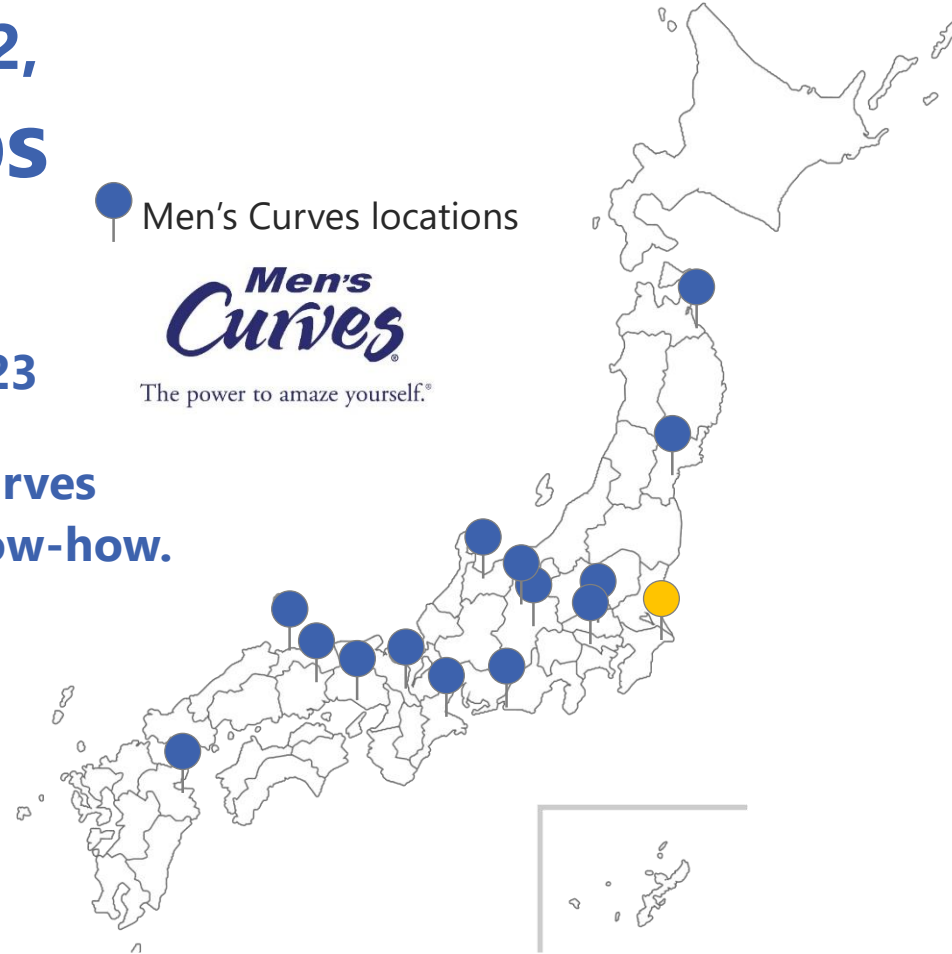 2,
os
Men's Curves locations
Men's
Curves®
The power to amaze yourself.®
23
rves
ow-how.